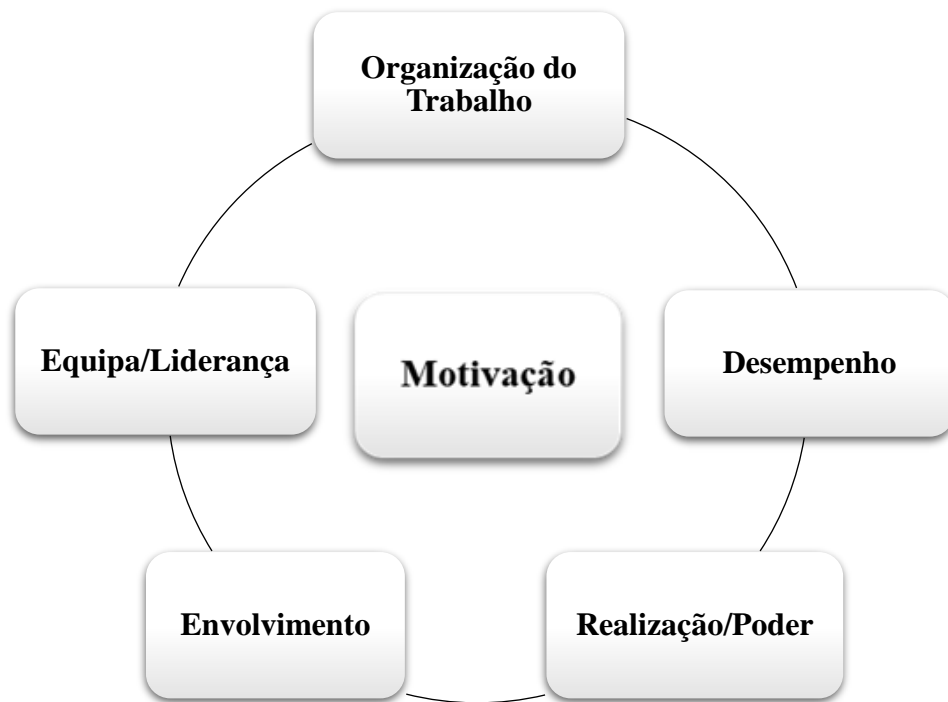 Organização do
Trabalho
Equipa/Liderança
Motivação
Desempenho
Envolvimento
Realização/Poder